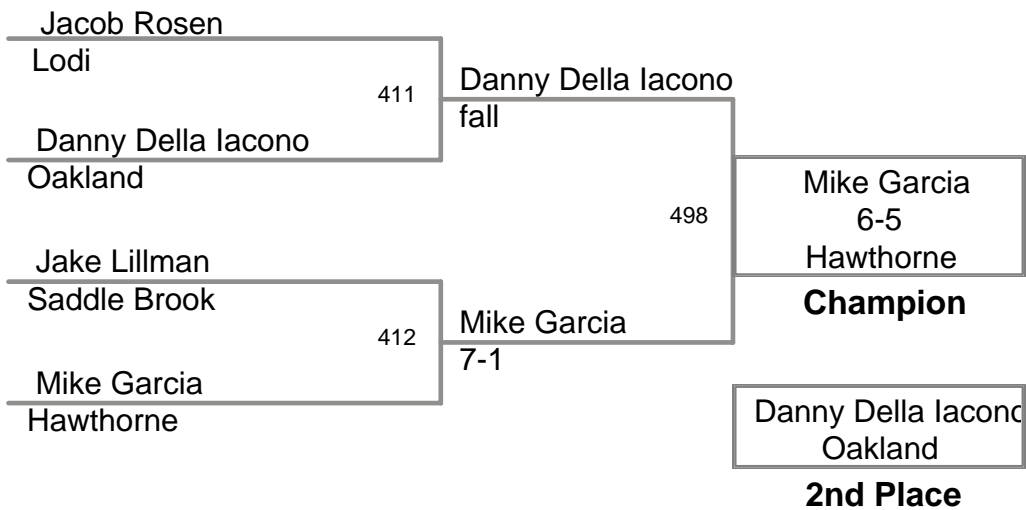 Jacob Rosen
Lodi
411
Danny Della Iacono
Oakland
Danny Della Iacono
fall
Jake Lillman
Saddle Brook
412
Mike Garcia
Hawthorne
Mike Garcia
7-1
498
Mike Garcia
6-5
Hawthorne
Champion
Danny Della Iacono
Oakland
2nd Place